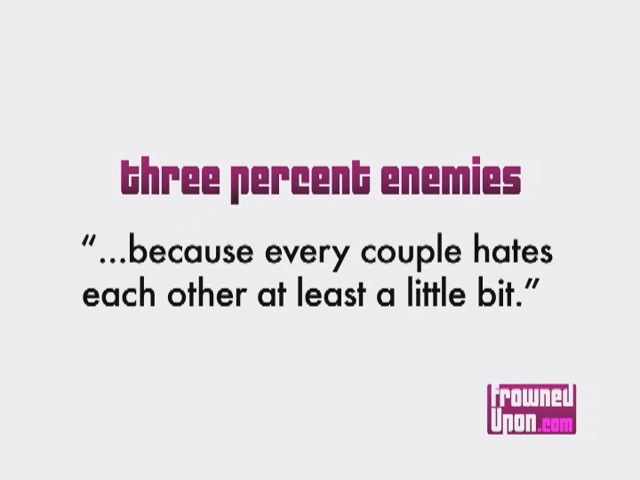 three percent enemies
“...because every couple hates
each other at least a little bit.”
frowned
Upon.com